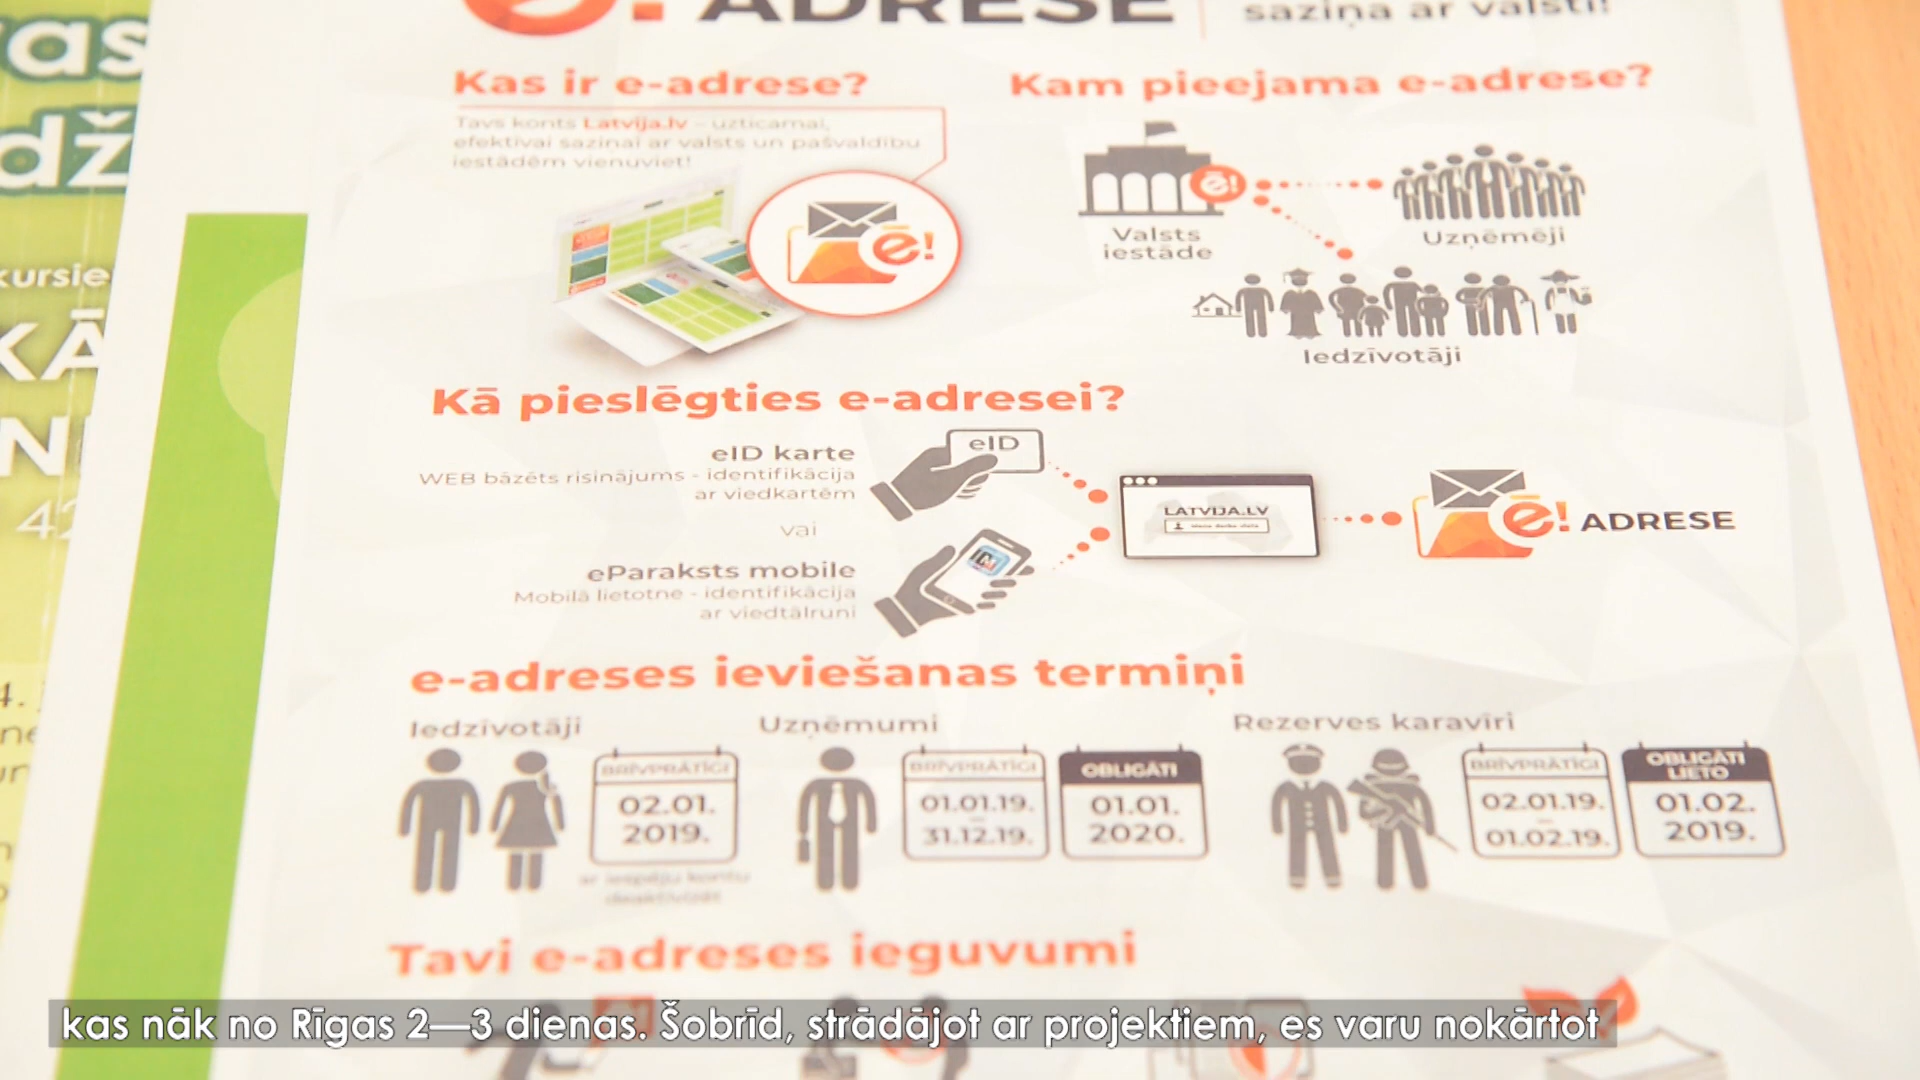 ADRESE
saziņa ar valsti!
Kas ir e-adrese?
Tavs konts Latvija.lv – uzticamai,
efektīvai saziņai ar valsts un pašvaldību
iestādēm vienuviet!
ē!
Kam pieejama e-adrese?
ē!
Valsts
iestāde
Uzņēmēji
Iedzīvotāji
Kā pieslēgties e-adresei?
eID karte
WEB bāzēts risinājums - identifikācija
ar viedkartēm
eID
vai
eParaksts mobile
Mobilā lietotne - identifikācija
ar viedtālruni
LATVIJA.LV
ē! ADRESE
e-adreses ieviešanas termiņi
Iedzīvotāji
BRĪVPRĀTĪGI
02.01.
2019.
ar iespēju kontu
deaktivizēt
Uzņēmumi
BRĪVPRĀTĪGI
01.01.19.
–
31.12.19.
OBLIGĀTI
01.01.
2020.
Rezerves karavīri
BRĪVPRĀTĪGI
02.01.19.
–
01.02.19.
OBLIGĀTI
LIETO
01.02.
2019.
Tavi e-adreses ieguvumi
kas nāk no Rīgas 2—3 dienas. Šobrīd, strādājot ar projektiem, es varu nokārtot